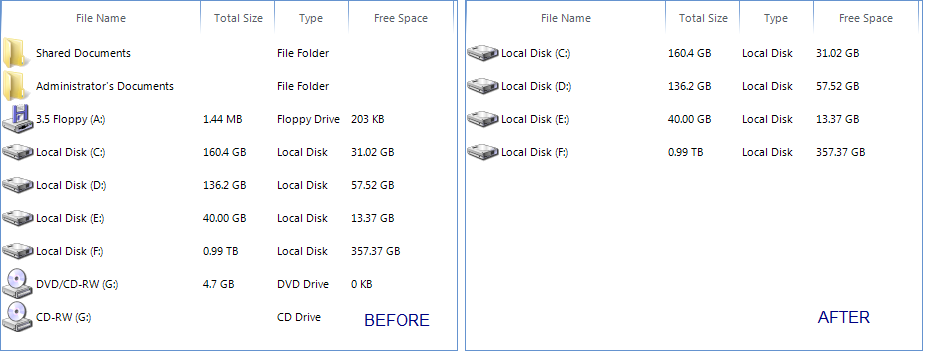 File Name Total Size Type Free Space
Shared Documents File Folder
Administrator's Documents File Folder
3.5 Floppy (A:) 1.44 MB Floppy Drive 203 KB
Local Disk (C:) 160.4 GB Local Disk 31.02 GB
Local Disk (D:) 136.2 GB Local Disk 57.52 GB
Local Disk (E:) 40.00 GB Local Disk 13.37 GB
Local Disk (F:) 0.99 TB Local Disk 357.37 GB
DVD/CD-RW (G:) 4.7 GB DVD Drive 0 KB
CD-RW (G:) CD Drive
BEFORE
File Name Total Size Type Free Space
Local Disk (C:) 160.4 GB Local Disk 31.02 GB
Local Disk (D:) 136.2 GB Local Disk 57.52 GB
Local Disk (E:) 40.00 GB Local Disk 13.37 GB
Local Disk (F:) 0.99 TB Local Disk 357.37 GB
AFTER